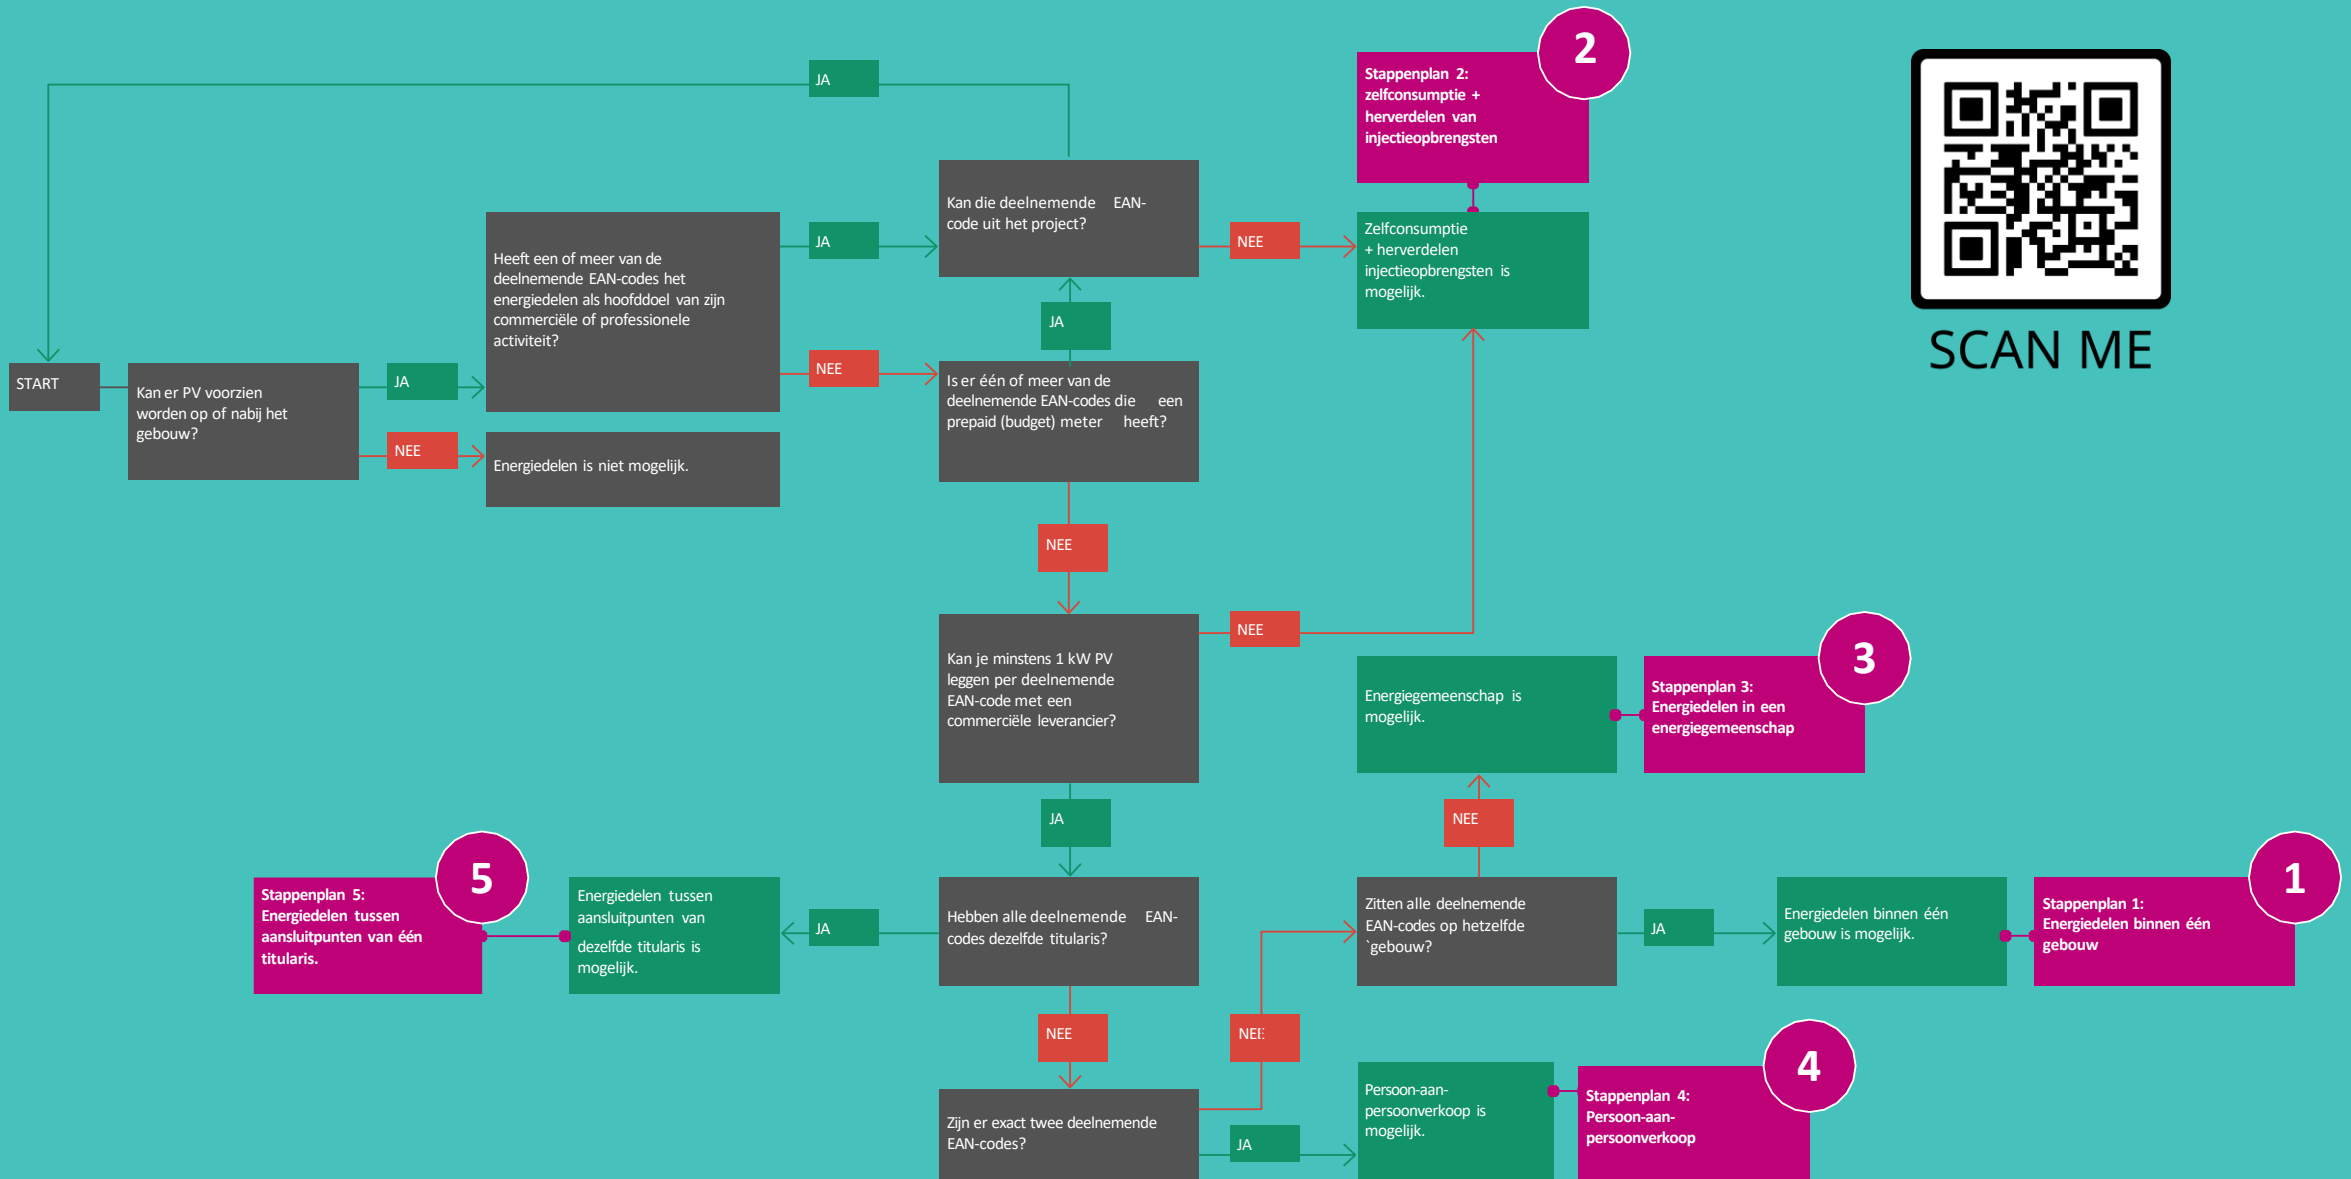 JA
2
Stappenplan 2:
zelfconsumptie +
herverdelen van
injectieopbrengsten
SCAN ME
Kan die deelnemende EAN-
code uit het project?
JA
NEE
Zelfconsumptie
+ herverdelen
injectieopbrengsten is
mogelijk.
Heeft een of meer van de
deelnemende EAN-codes het
energiedelen als hoofddoel van zijn
commerciële of professionele
activiteit?
JA
START
Kan er PV voorzien
worden op of nabij het
gebouw?
JA
NEE
Is er één of meer van de
deelnemende EAN-codes die een
prepaid (budget) meter heeft?
NEE
Energiedelen is niet mogelijk.
NEE
Kan je minstens 1 kW PV
leggen per deelnemende
EAN-code met een
commerciële leverancier?
NEE
Energiegemeenschap is
mogelijk.
3
Stappenplan 3:
Energiedelen in een
energiegemeenschap
JA
NEE
5
Stappenplan 5:
Energiedelen tussen
aansluitpunten van één
titularis.
Energiedelen tussen
aansluitpunten van
dezelfde titularis is
mogelijk.
JA
Hebben alle deelnemende EAN-
codes dezelfde titularis?
Zitten alle deelnemende
EAN-codes op hetzelfde
`gebouw?
JA
Energiedelen binnen één
gebouw is mogelijk.
1
Stappenplan 1:
Energiedelen binnen één
gebouw
NEE
NEE
Zijn er exact twee deelnemende
EAN-codes?
JA
Persoon-aan-
persoonverkoop is
mogelijk.
4
Stappenplan 4:
Persoon-aan-
persoonverkoop